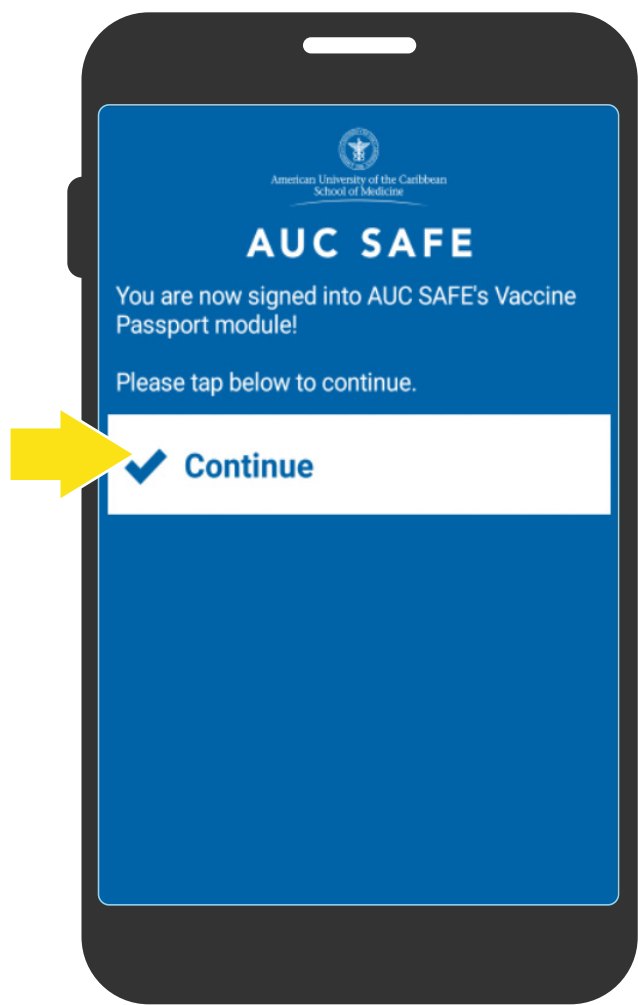 American University of the Caribbean
School of Medicine
AUC SAFE
You are now signed into AUC SAFE's Vaccine
Passport module!
Please tap below to continue.
Continue